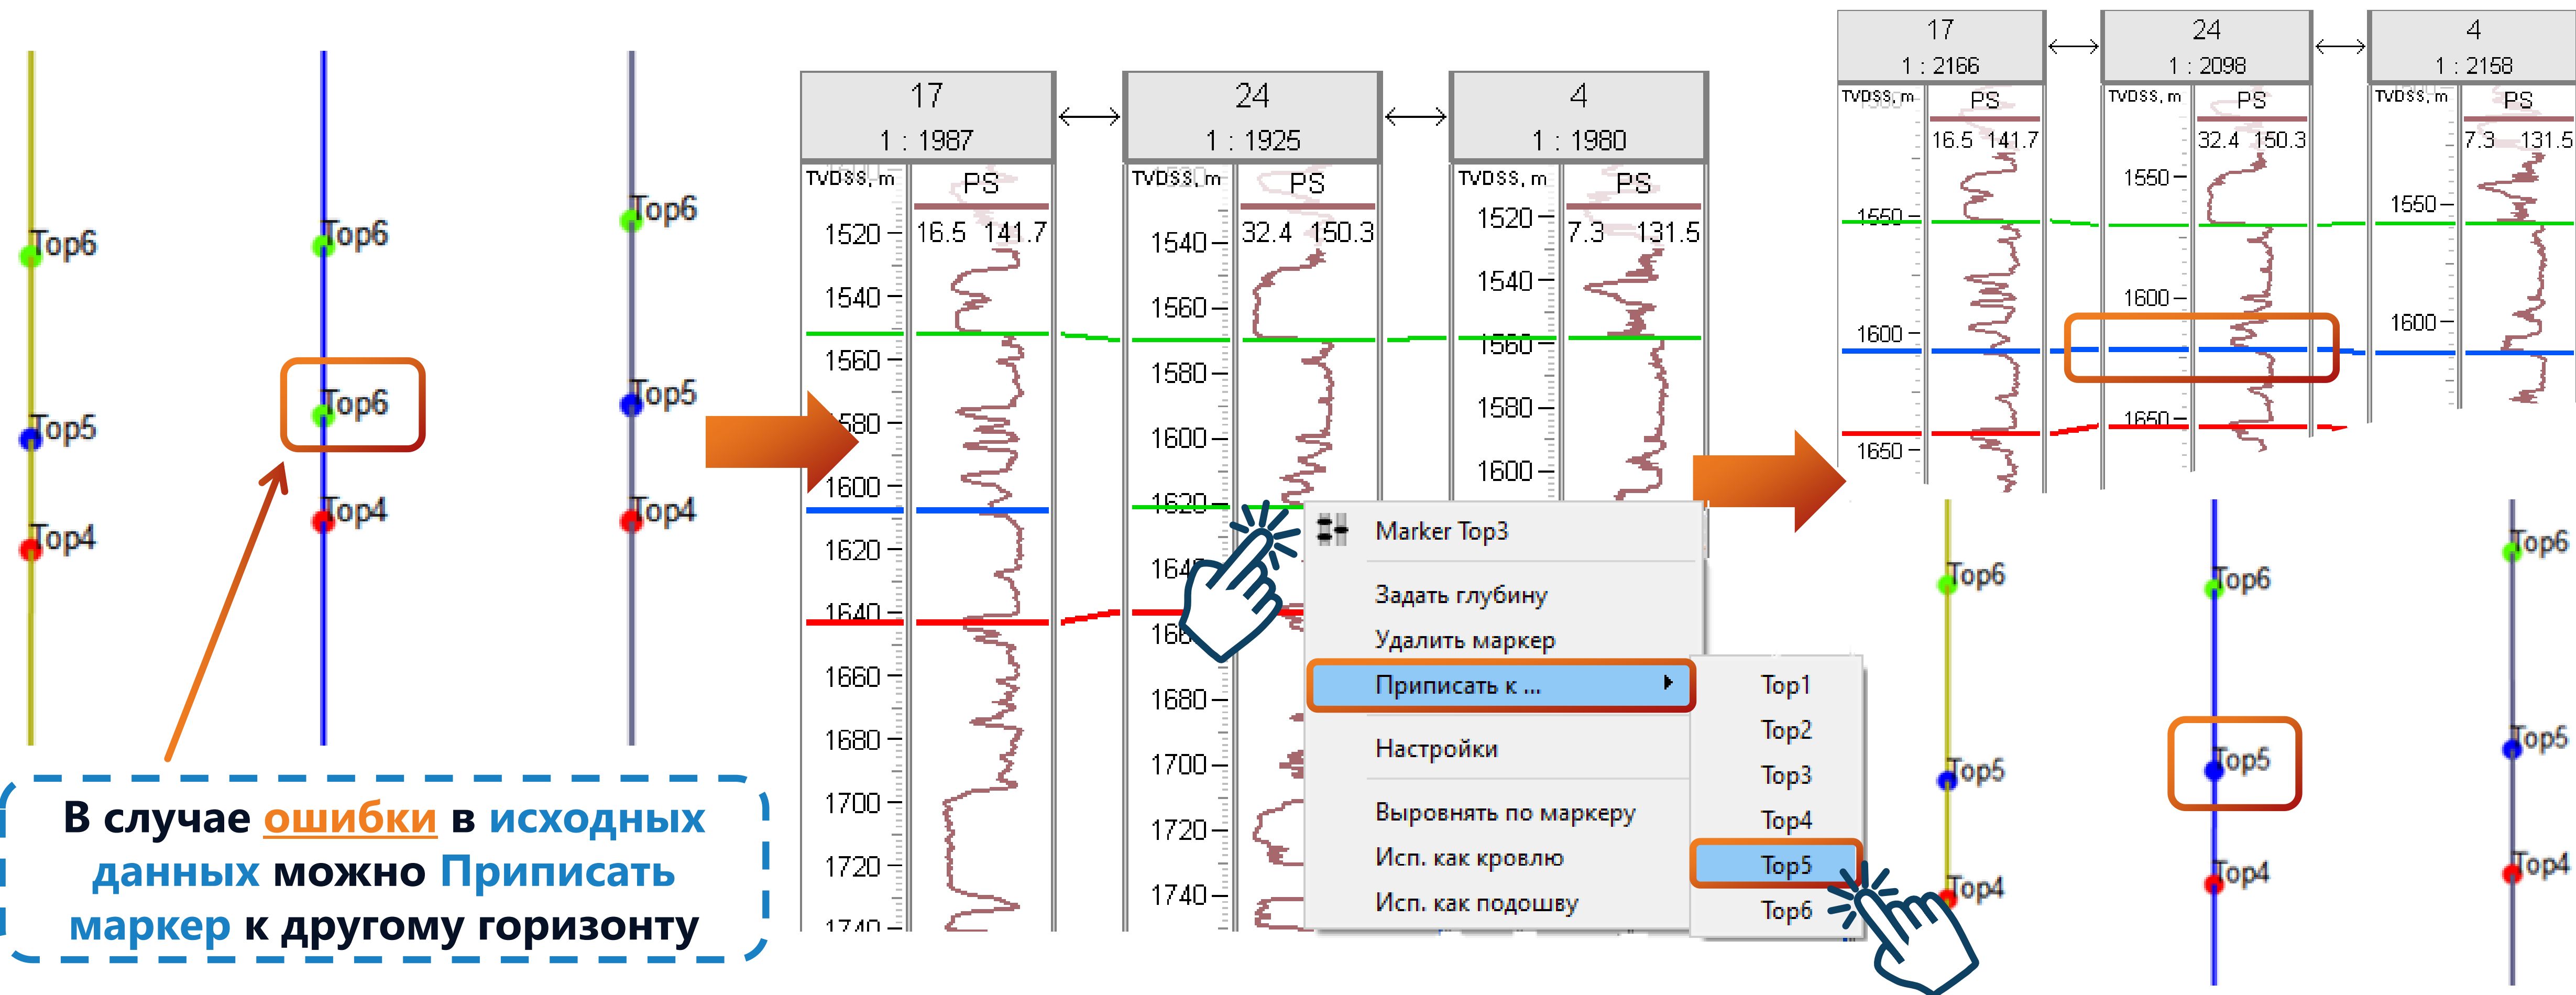 Top6
Top5
Top4
Top6
Top6
Top4
Top6
Top5
Top4
В случае ошибки в исходных
данных можно Приписать
маркер к другому горизонту
17
1 : 1987
TVDSS, m
PS
16.5 141.7
1520
1540
1560
1600
1620
1640
1660
1680
1700
1720
1740
24
1 : 1925
TVDSS, m
PS
32.4 150.3
1540
1560
1580
1600
1620
1680
1700
1720
1740
4
1 : 1980
TVDSS, m
PS
7.3 131.5
1520
1540
1560
1580
1600
Marker Top3
Задать глубину
Удалить маркер
Приписать к ...
Настройки
Выровнять по маркеру
Исп. как кровлю
Исп. как подошву
Top1
Top2
Top3
Top4
Top5
Top6
17
1 : 2166
TVDSS, m
PS
16.5 141.7
1550
1600
1650
24
1 : 2098
TVDSS, m
PS
32.4 150.3
1550
1600
1650
4
1 : 2158
TVDSS, m
PS
7.3 131.5
1550
1600
Top6
Top5
Top4
Top6
Top5
Top4
Top6
Top5
Top4